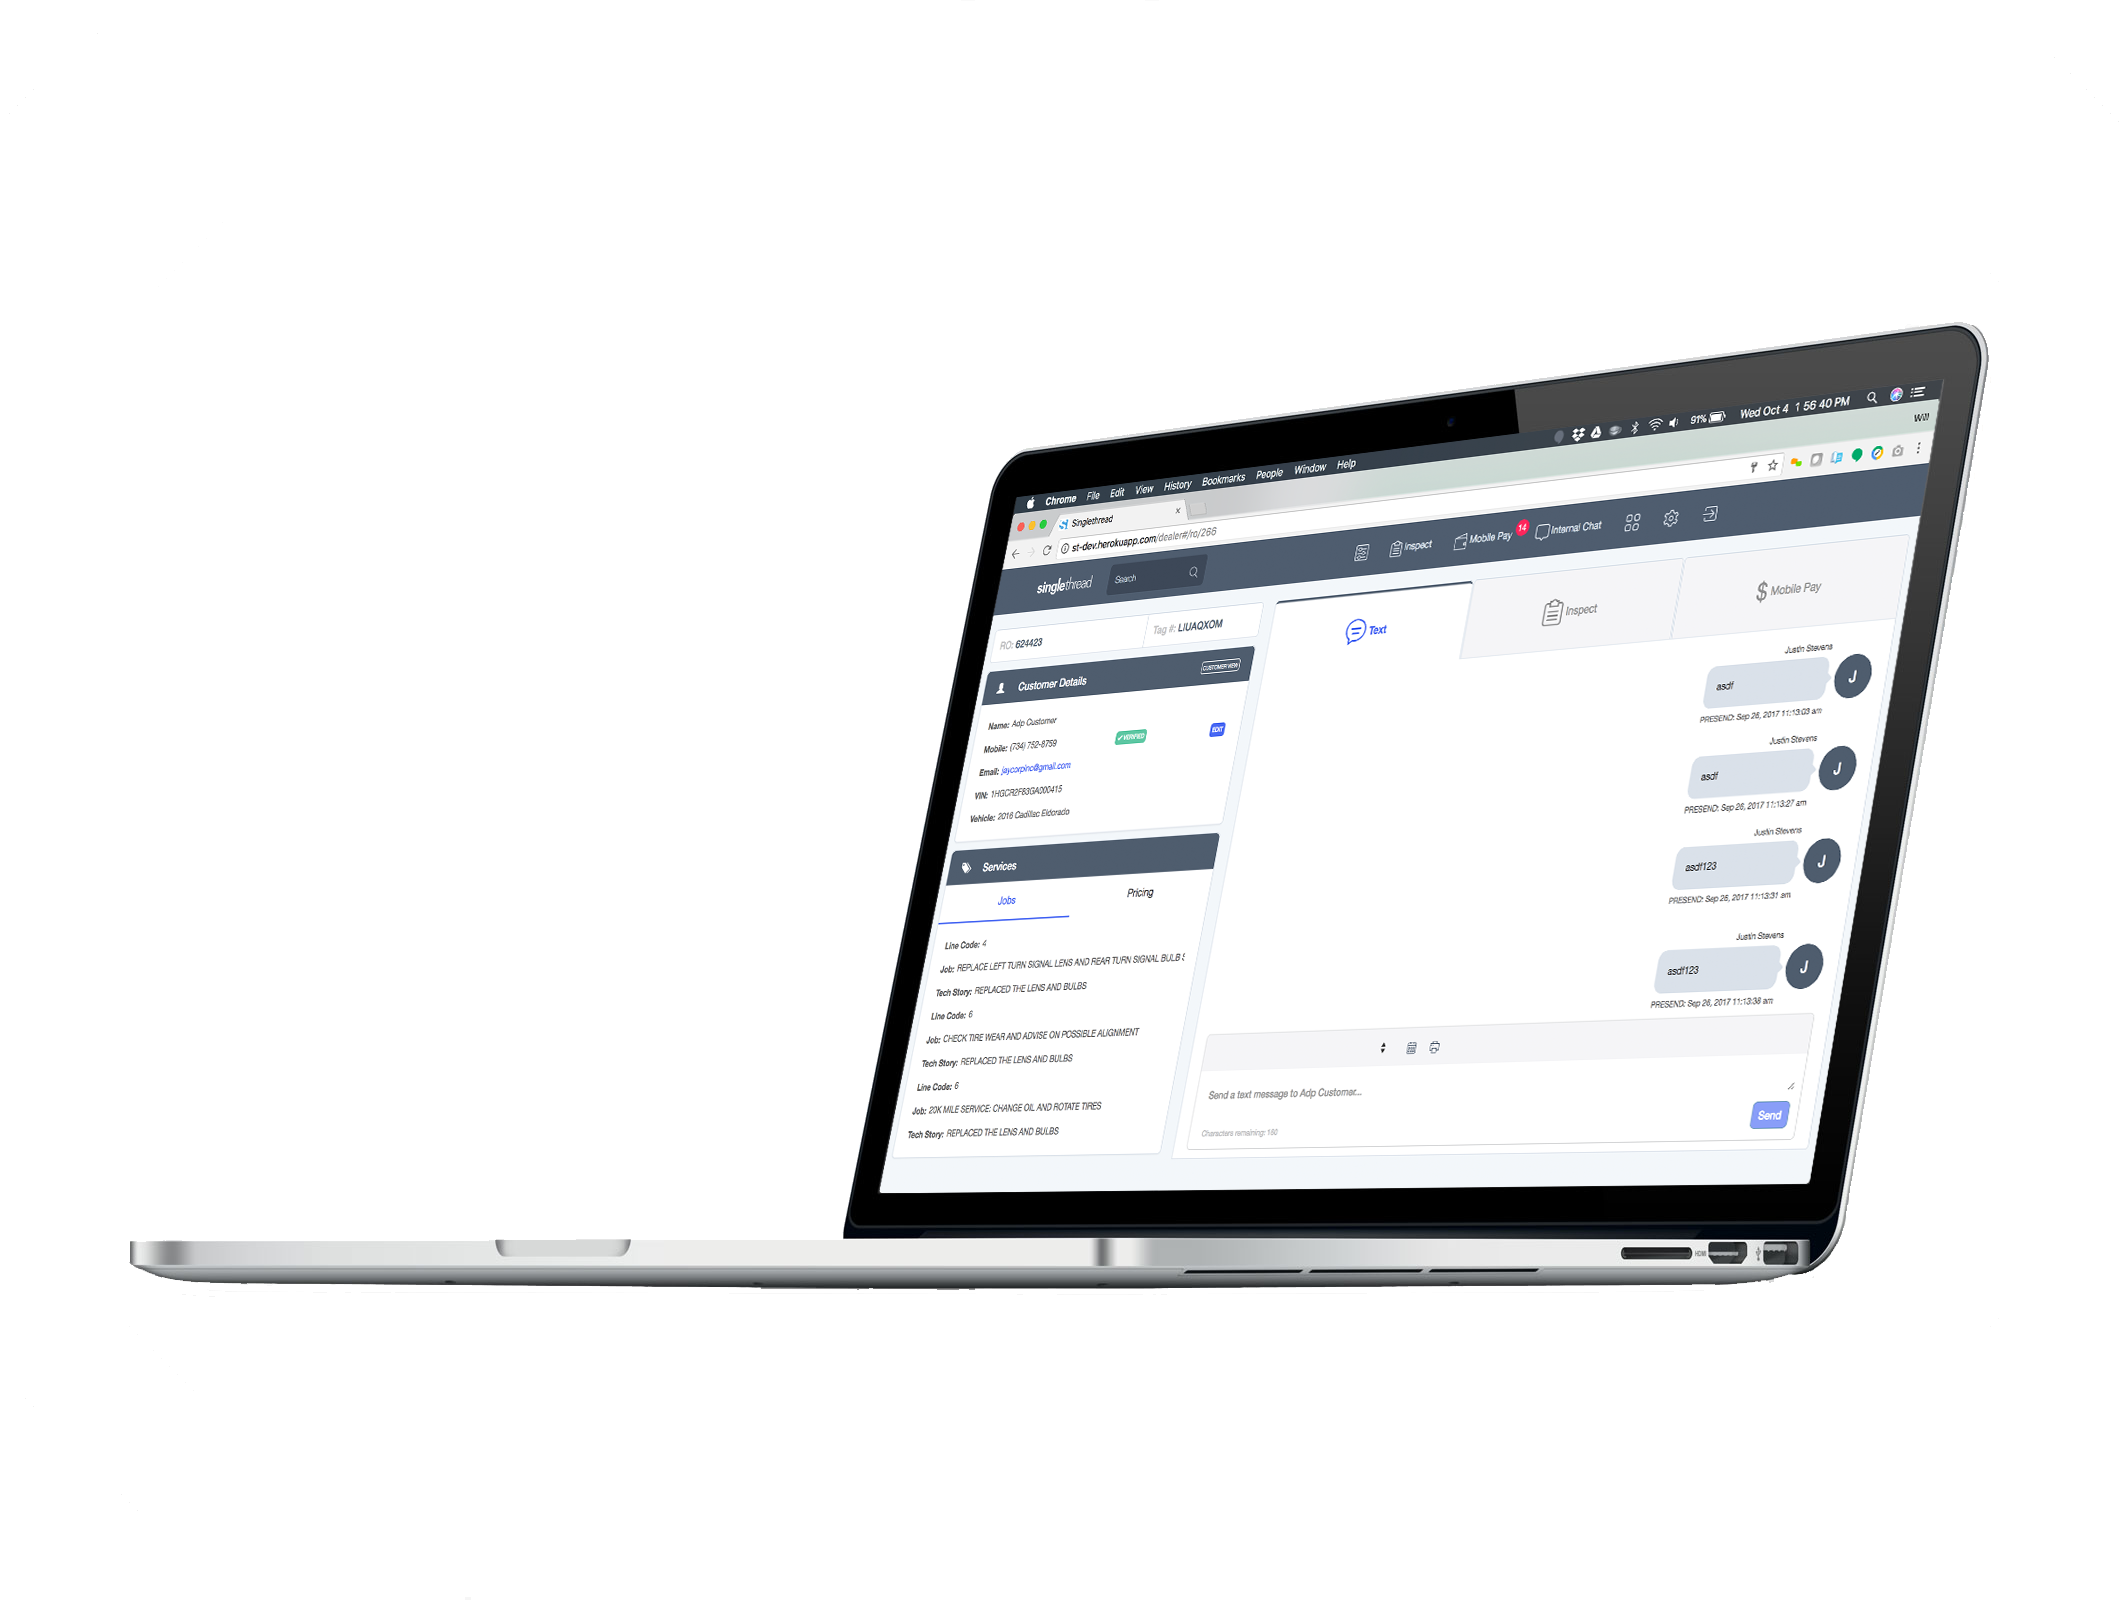 Chrome File Edit View History Bookmarks People Window Help 91% Wed Oct 4 1 56 40 PM
Singlethread x Will
st-dev.herokuapp.com/dealer#/ro/266
singlethread Search Inspect Mobile Pay 14 Internal Chat
RO: 624423 Tag #: LIUAQXOM
Customer Details CUSTOMER VIEW
Name: Adp Customer
Mobile: (734) 752-8759 ✓ VERIFIED EDIT
Email: jaycorpinc@gmail.com
VIN: 1HGCR2F83GA000415
Vehicle: 2016 Cadillac Eldorado
Services
Jobs Pricing
Line Code: 4
Job: REPLACE LEFT TURN SIGNAL LENS AND REAR TURN SIGNAL BULB S
Tech Story: REPLACED THE LENS AND BULBS
Line Code: 6
Job: CHECK TIRE WEAR AND ADVISE ON POSSIBLE ALIGNMENT
Tech Story: REPLACED THE LENS AND BULBS
Line Code: 6
Job: 20K MILE SERVICE: CHANGE OIL AND ROTATE TIRES
Tech Story: REPLACED THE LENS AND BULBS
Text Inspect $ Mobile Pay
Justin Stevens
asdf J
PRESEND: Sep 26, 2017 11:13:03 am
Justin Stevens
asdf J
PRESEND: Sep 26, 2017 11:13:27 am
Justin Stevens
asdf123 J
PRESEND: Sep 26, 2017 11:13:31 am
Justin Stevens
asdf123 J
PRESEND: Sep 26, 2017 11:13:38 am
Send a text message to Adp Customer...
Send
Characters remaining: 160
HDMI